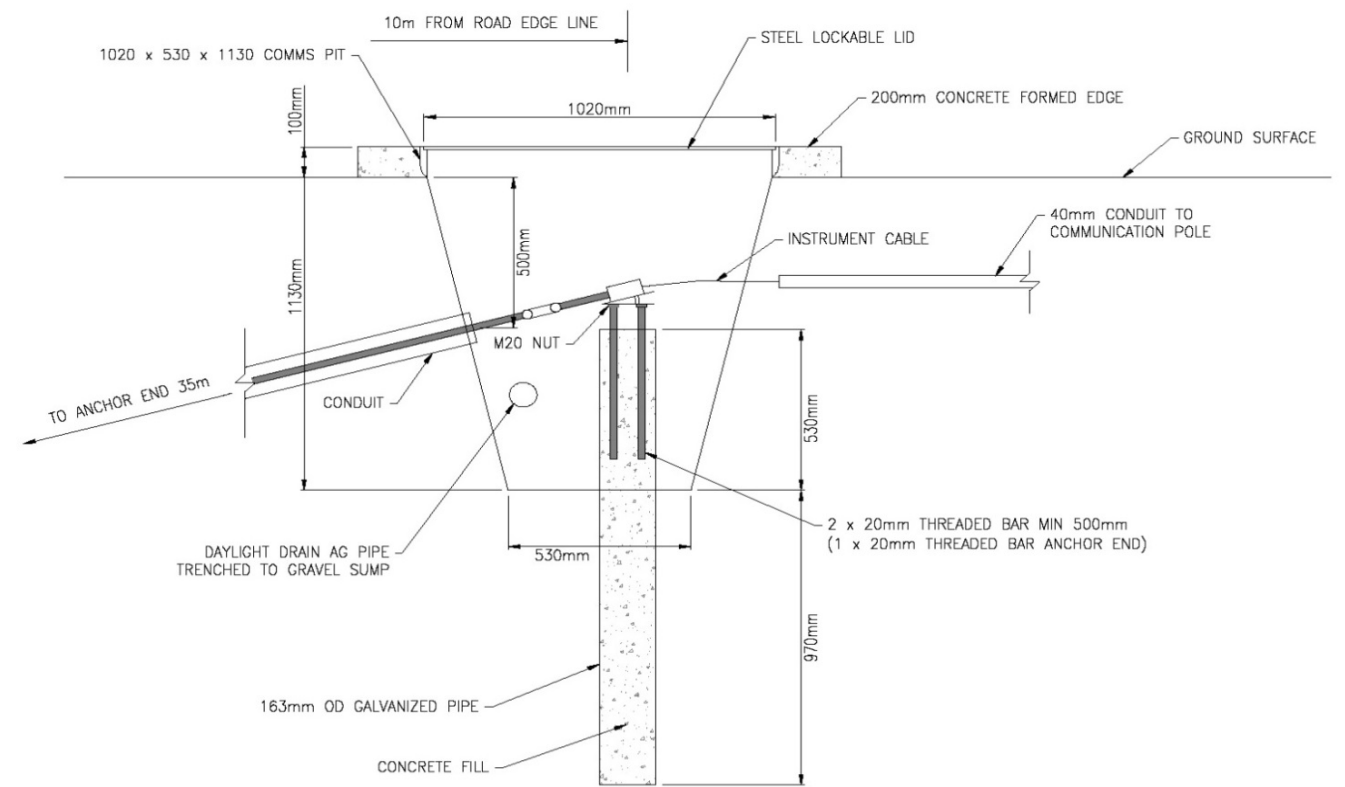 10m FROM ROAD EDGE LINE
STEEL LOCKABLE LID
1020 x 530 x 1130 COMMS PIT
200mm CONCRETE FORMED EDGE
100mm
1020mm
GROUND SURFACE
40mm CONDUIT TO
COMMUNICATION POLE
INSTRUMENT CABLE
500mm
1130mm
M20 NUT
TO ANCHOR END 35m
CONDUIT
530mm
2 x 20mm THREADED BAR MIN 500mm
(1 x 20mm THREADED BAR ANCHOR END)
DAYLIGHT DRAIN AG PIPE
TRENCHED TO GRAVEL SUMP
530mm
970mm
163mm OD GALVANIZED PIPE
CONCRETE FILL